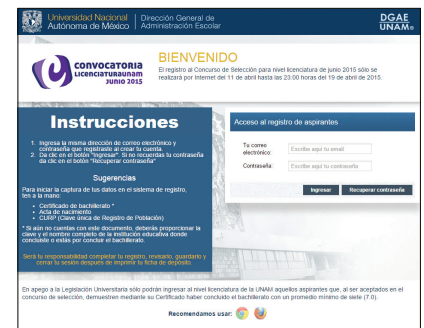 Universidad Nacional
Autónoma de México
Dirección General de
Administración Escolar
DGAE
UNAM®
CONVOCATORIA
LICENCIATURAUNAM
JUNIO 2015
BIENVENIDO
El registro al Concurso de Selección para nivel licenciatura de junio 2015 sólo se
realizará por Internet del 11 de abril hasta las 23:00 horas del 19 de abril de 2015.
Instrucciones
1. Ingresa la misma dirección de correo electrónico y
contraseña que registraste al crear tu cuenta.
2. Da clic en el botón "Ingresar". Si no recuerdas tu contraseña
da clic en el botón "Recuperar contraseña"
Sugerencias
Para iniciar la captura de tus datos en el sistema de registro,
ten a la mano:
• Certificado de bachillerato *
• Acta de nacimiento
• CURP (Clave única de Registro de Población)
* Si aún no cuentas con este documento, deberás proporcionar la
clave y el nombre completo de la institución educativa donde
concluiste o estás por concluir el bachillerato.
Será tu responsabilidad completar tu registro, revisarlo, guardarlo y
cerrar tu sesión después de imprimir tu ficha de depósito.
Acceso al registro de aspirantes
Tu correo
electrónico:
Escribe aquí tu email
Contraseña:
Escribe aquí tu contraseña
Ingresar
Recuperar contraseña
En apego a la Legislación Universitaria sólo podrán ingresar al nivel licenciatura de la UNAM aquellos aspirantes que, al ser aceptados en el
concurso de selección, demuestren mediante su Certificado haber concluido el bachillerato con un promedio mínimo de siete (7.0).
Recomendamos usar: